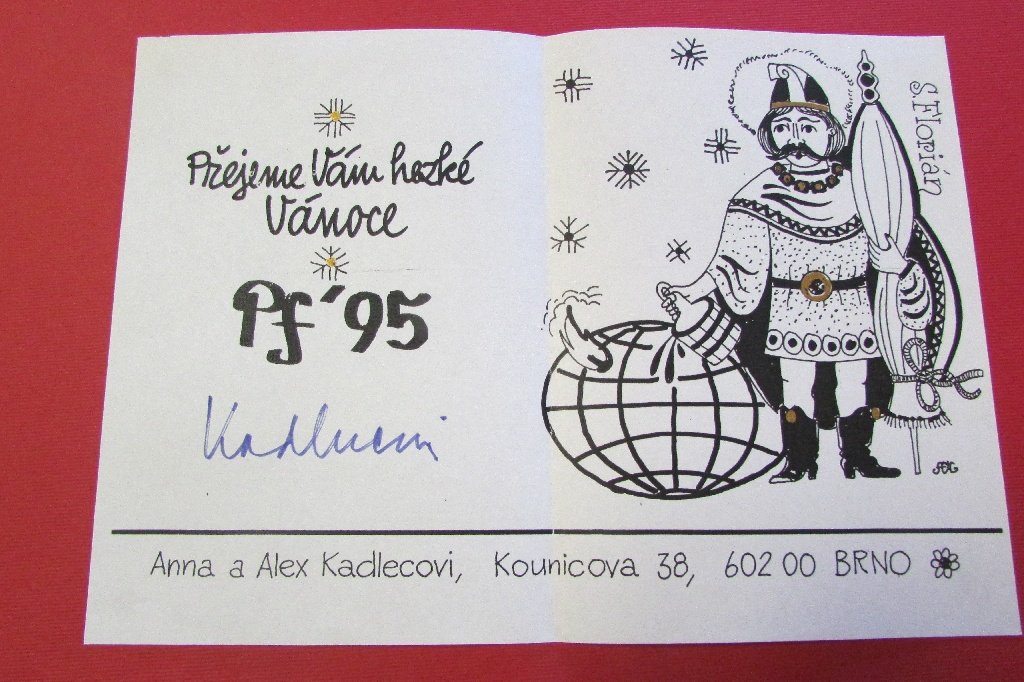 Přejeme Vám hezké
Vánoce
Pf '95
Kadlecovi
S. Florián
Anna a Alex Kadlecovi, Kounicova 38, 602 00 BRNO